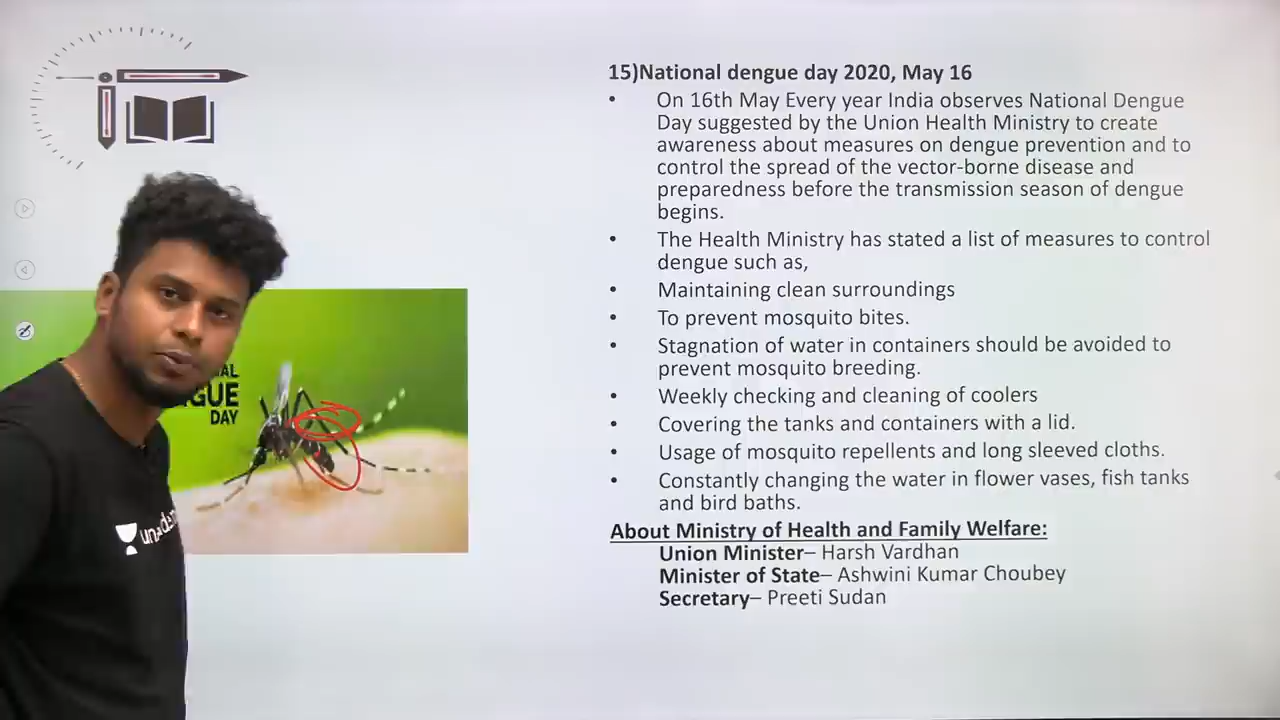 15)National dengue day 2020, May 16
• On 16th May Every year India observes National Dengue
Day suggested by the Union Health Ministry to create
awareness about measures on dengue prevention and to
control the spread of the vector-borne disease and
preparedness before the transmission season of dengue
begins.
• The Health Ministry has stated a list of measures to control
dengue such as,
• Maintaining clean surroundings
• To prevent mosquito bites.
• Stagnation of water in containers should be avoided to
prevent mosquito breeding.
• Weekly checking and cleaning of coolers
• Covering the tanks and containers with a lid.
• Usage of mosquito repellents and long sleeved cloths.
• Constantly changing the water in flower vases, fish tanks
and bird baths.
About Ministry of Health and Family Welfare:
Union Minister– Harsh Vardhan
Minister of State– Ashwini Kumar Choubey
Secretary– Preeti Sudan
DAY